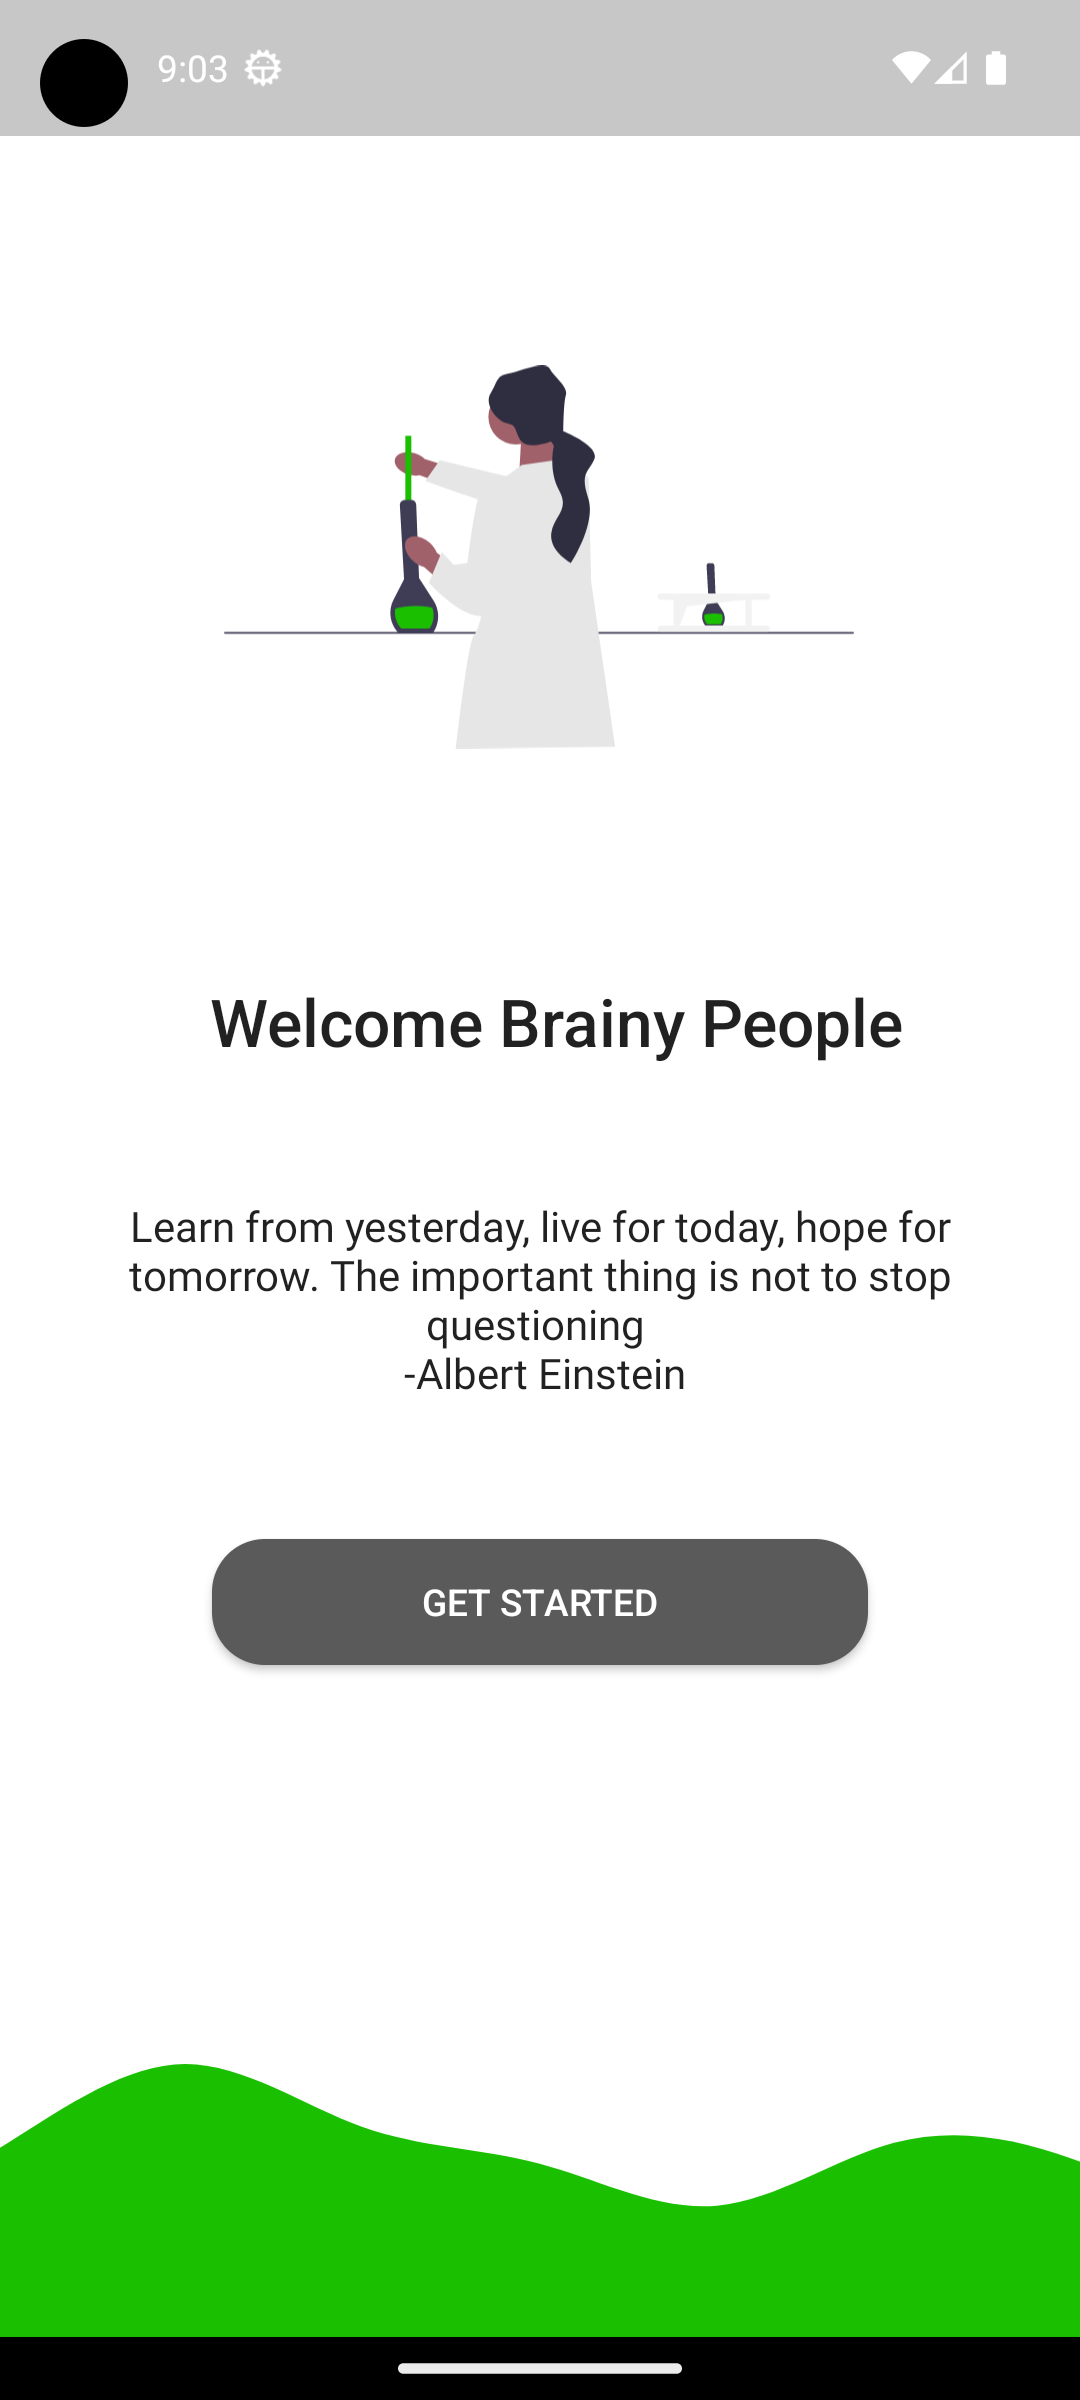 9:03
Welcome Brainy People
Learn from yesterday, live for today, hope for
tomorrow. The important thing is not to stop
questioning
-Albert Einstein
GET STARTED